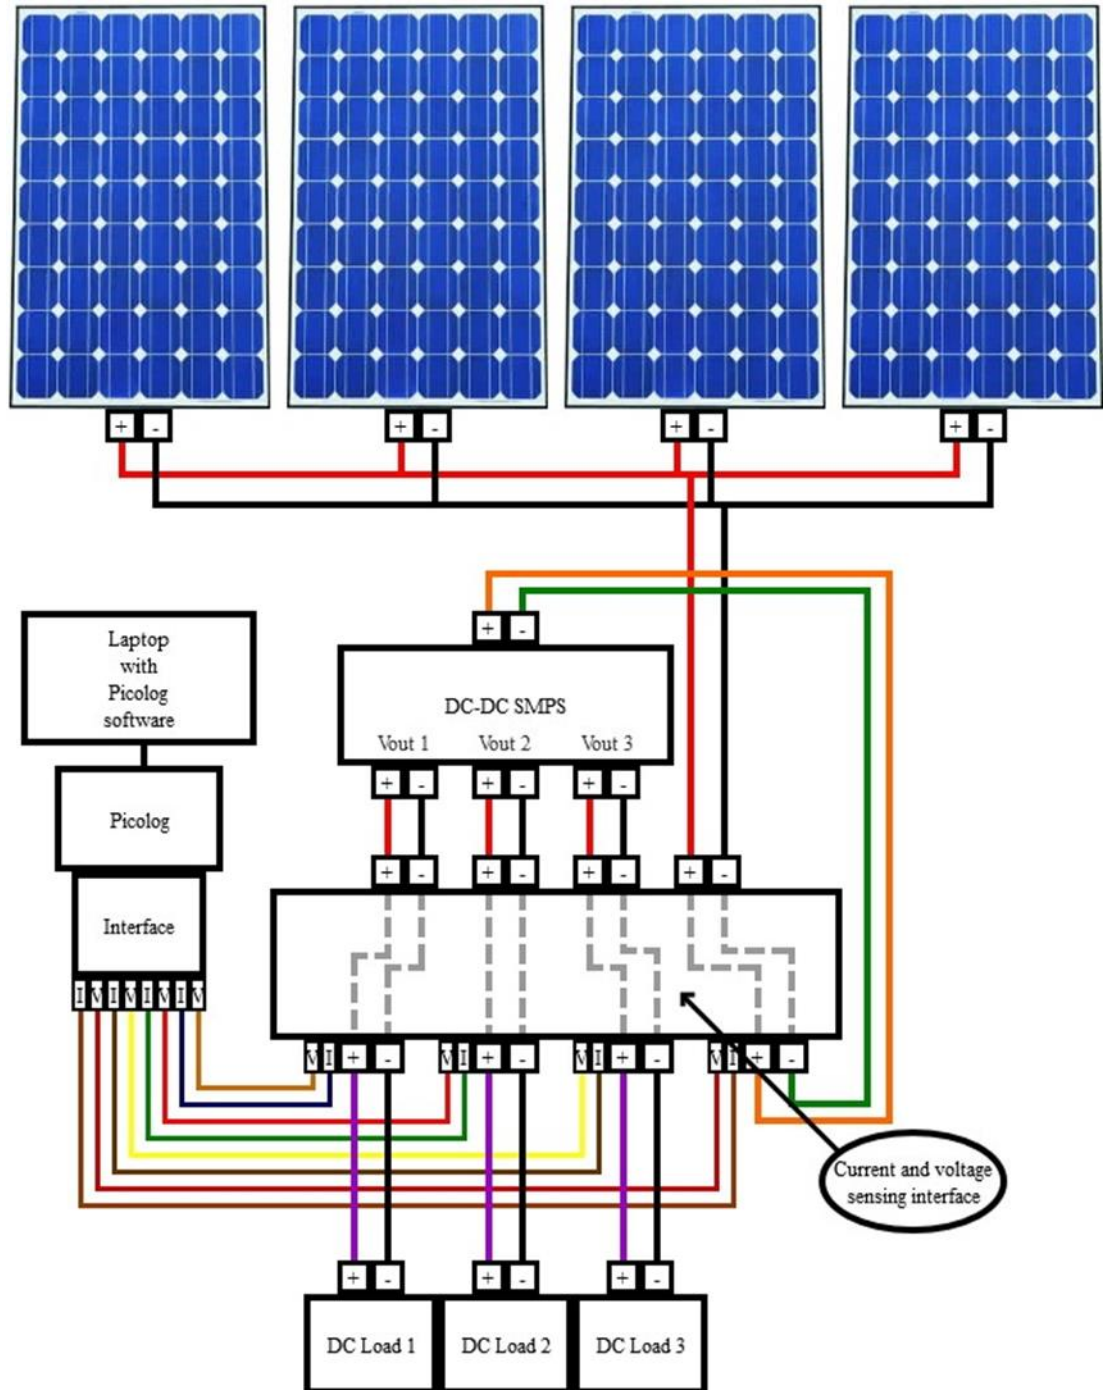 + - + - + - + -
+ -
Laptop
with
Picolog
software
DC-DC SMPS
Vout 1 Vout 2 Vout 3
+ - + - + -
Picolog
+ - + - + - + -
Interface
I V I V I V I V
V I + - V I + - V I + - V I + -
Current and voltage
sensing interface
+ - + - + -
DC Load 1 DC Load 2 DC Load 3